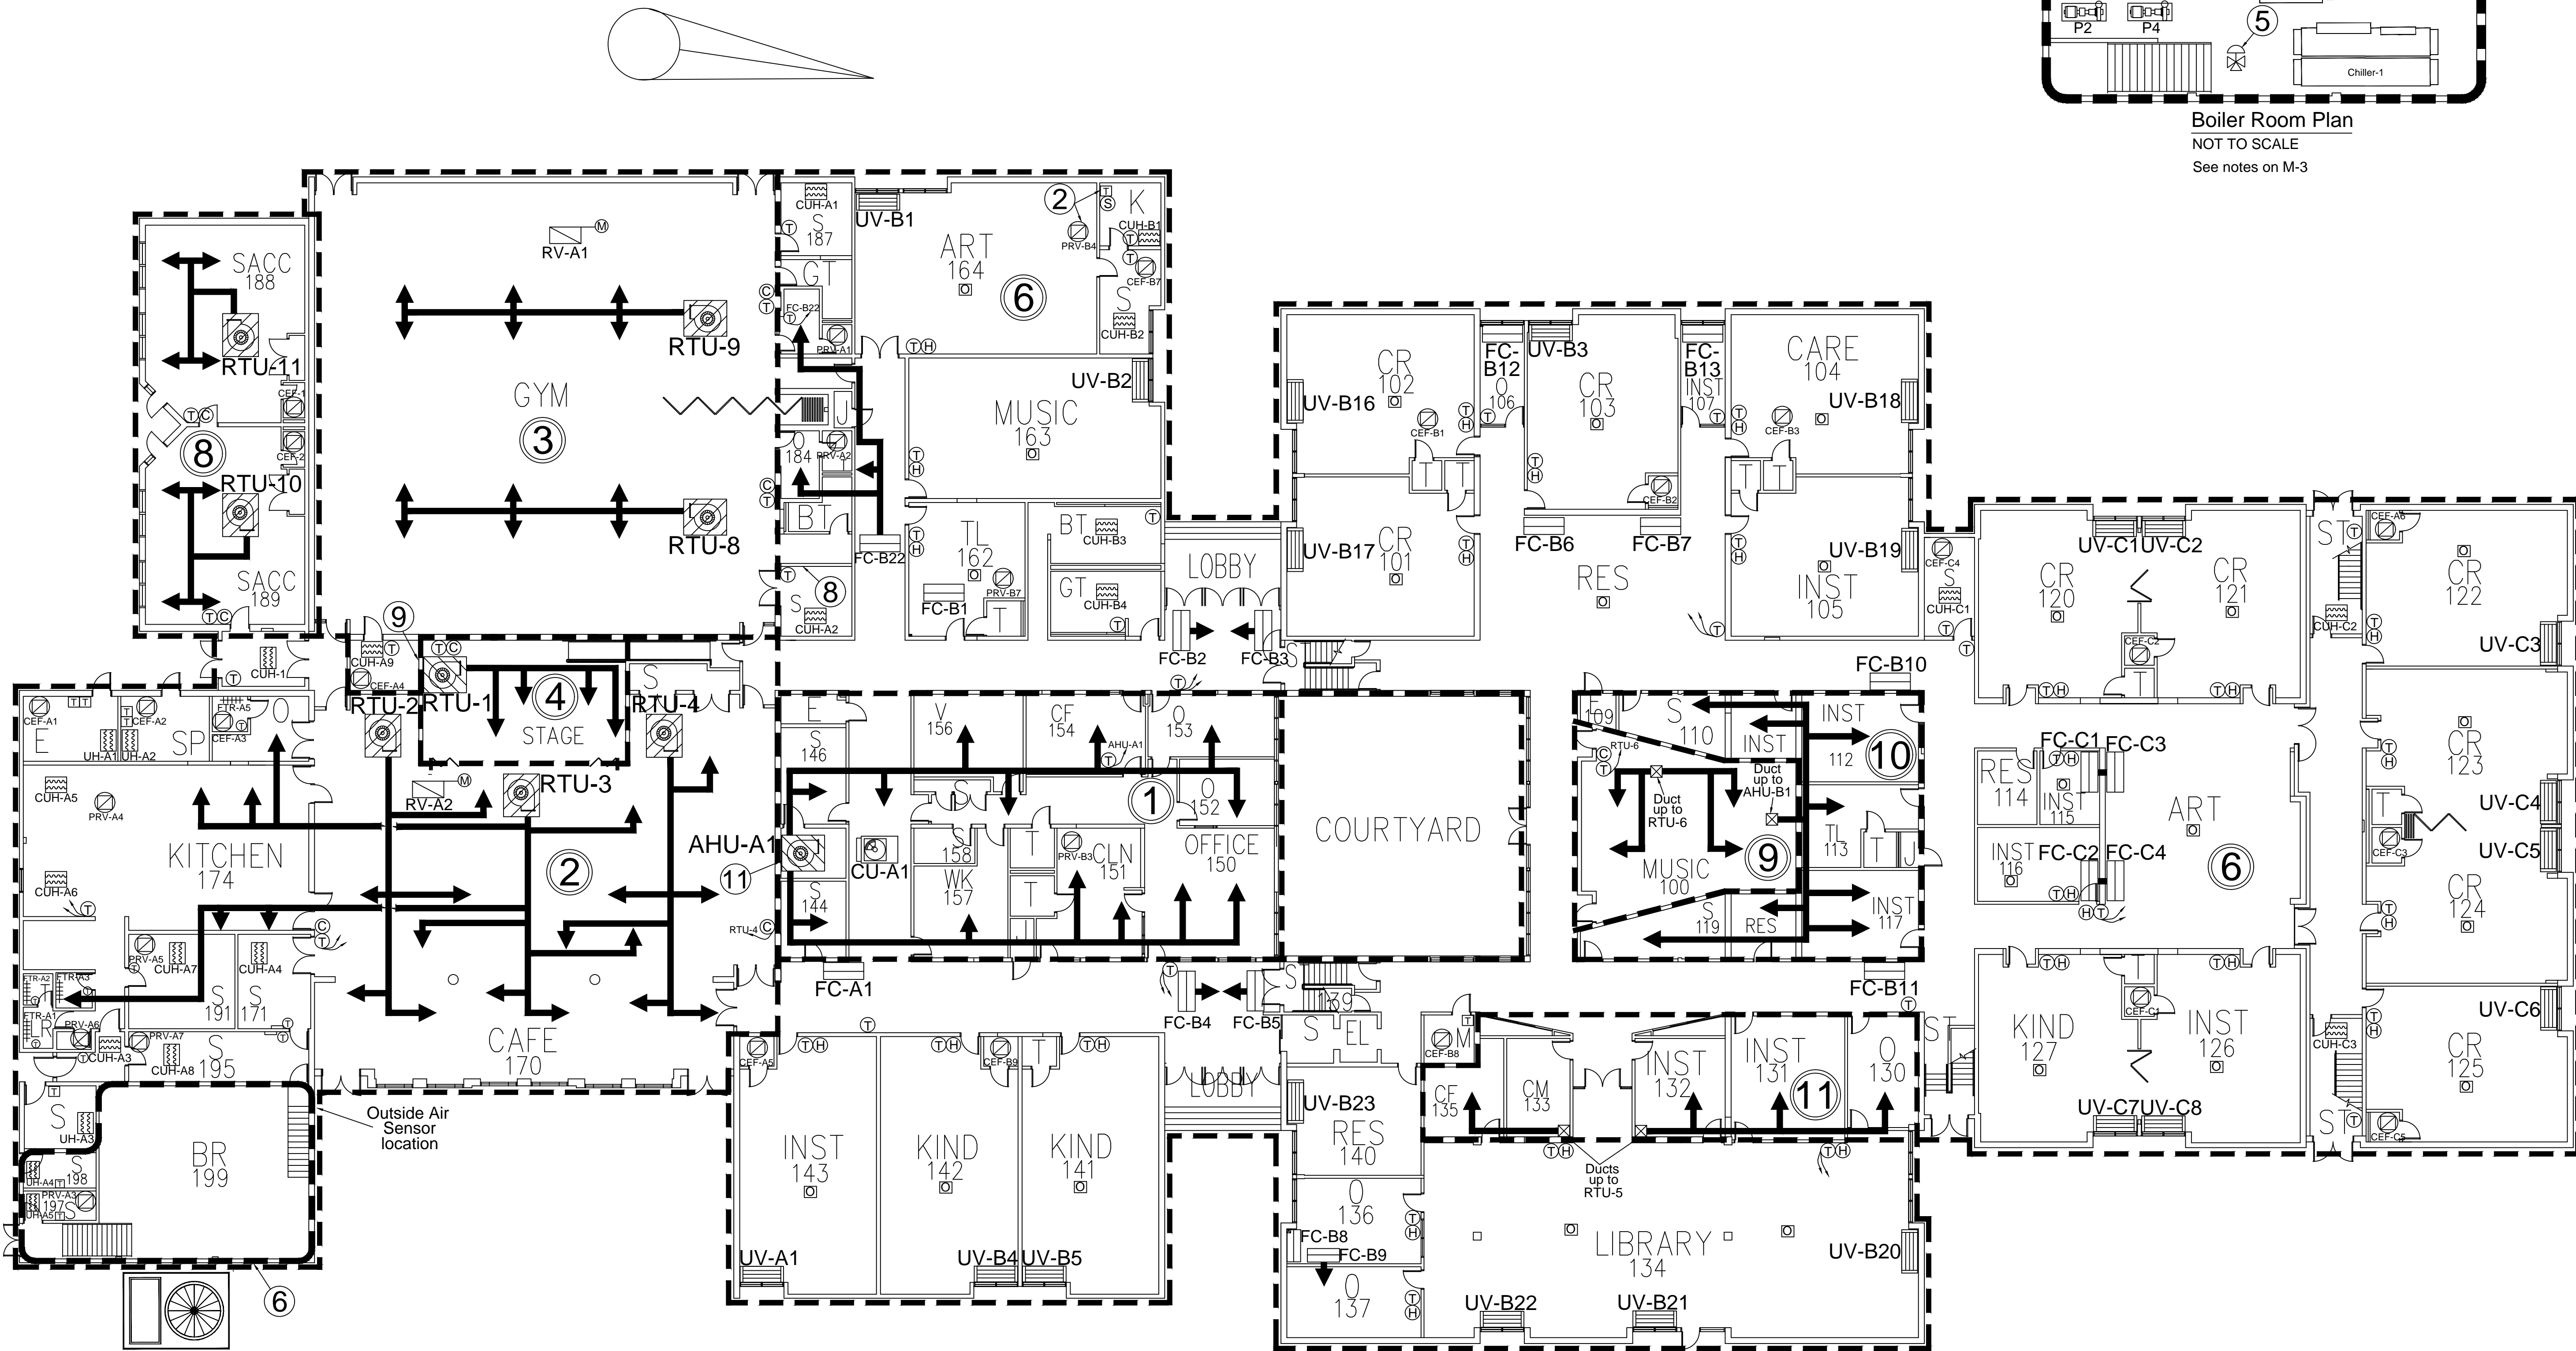 P2
P4
5
Chiller-1
Boiler Room Plan
NOT TO SCALE
See notes on M-3
SACC
188
RTU-11
CEF-1
T C
8
CEF-2
RTU-10
SACC
189
T C
RV-A1
M
RTU-9
GYM
3
RTU-8
CUH-A1
S
187
T
GT
C
T
FC-B22
T
PRV-A1
J
O
184
PRV-A2
T
C
T
BT
FC-B22
T
8
S
CUH-A2
UV-B1
ART
164
6
2
PRV-B4
T
S
K
CUH-B1
T
T
CEF-B7
S
CUH-B2
T H
UV-B2
MUSIC
163
T
H
TL
162
T
H
FC-B1
PRV-B7
T
BT
CUH-B3
T
GT
CUH-B4
T
LOBBY
FC-B2
FC-B3
T
S
CR
102
UV-B16
CEF-B1
T
H
T T
UV-B17
CR
101
T
H
FC-
B12
O
106
T
UV-B3
CR
103
T
H
CEF-B2
FC-
B13
INST
107
T
CARE
104
UV-B18
CEF-B3
T
H
T T
FC-B6
FC-B7
RES
UV-B19
INST
105
T
H
T
CEF-C4
S
CUH-C1
T
T
UV-C1
UV-C2
CR
120
CR
121
CEF-C2
T
T H
T H
ST
T
CUH-C2
CEF-A6
CR
122
UV-C3
T
H
CR
123
UV-C4
T
H
T
CEF-C3
UV-C5
CR
124
T
H
CR
125
UV-C6
T
H
CUH-C3
ST
T
CEF-C5
9
CUH-A9
T
CEF-A4
T C
RTU-1
RTU-2
4
STAGE
RTU-4
S
RTU-3
RV-A2
M
CUH-1
T
CEF-A1
T T
E
UH-A1
T
T
CEF-A2
UH-A2
SP
FTR-A5
CEF-A3
T
O
CUH-A5
PRV-A4
KITCHEN
174
CUH-A6
T
2
C
T
RTU-4
C
T
CAFE
170
PRV-A5
T
CUH-A7
S
191
CUH-A4
S
171
T
FTR-A2
T
T
FTR-A3
T
FTR-A1
LR
T
PRV-A6
T
CUH-A3
PRV-A7
CUH-A8
S
195
T
T
S
UH-A3
UH-A4
T
S
198
PRV-A3
197
S
UH-A5
T
BR
199
Outside Air
Sensor
location
6
E
S
146
V
156
CF
154
AHU-A1
T
O
153
1
O
152
S
AHU-A1
11
CU-A1
S
158
WK
157
T
T
PRV-B3
CLN
151
OFFICE
150
S
144
FC-A1
T
COURTYARD
E
109
S
110
INST
INST
112
10
RTU-6
C
T
Duct
up to
RTU-6
Duct
up to
AHU-B1
TL
113
T
J
MUSIC
100
9
S
119
RES
INST
117
FC-B10
FC-B11
T
RES
114
FC-C1
FC-C3
T H
INST
115
INST
116
FC-C2
FC-C4
T H
H T
ART
6
T
FC-B4
FC-B5
S
139
S
EL
LOBBY
CEF-A5
T H
INST
143
UV-A1
T H
KIND
142
UV-B4
CEF-B9
T
T H
KIND
141
UV-B5
UV-B23
RES
140
CEF-B8
M
T
CF
135
CM
133
INST
132
INST
131
11
O
130
T H
Ducts
up to
RTU-5
T H
O
136
T
H
FC-B8
FC-B9
O
137
T
H
LIBRARY
134
UV-B20
UV-B22
UV-B21
ST
T H
T H
T
CEF-C1
KIND
127
INST
126
UV-C7
UV-C8